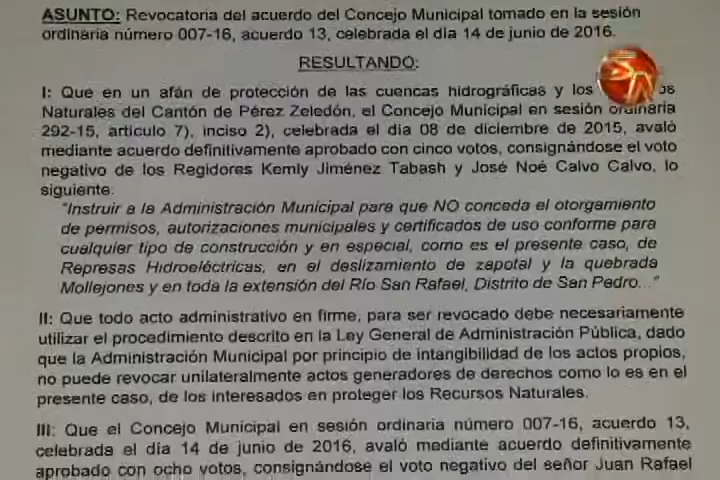 ASUNTO: Revocatoria del acuerdo del Concejo Municipal tomado en la sesión
ordinaria número 007-16, acuerdo 13, celebrada el día 14 de junio de 2016.
RESULTANDO:
I: Que en un afán de protección de las cuencas hidrográficas y los
Naturales del Cantón de Pérez Zeledón, el Concejo Municipal en sesión ordinaria
292-15, artículo 7), inciso 2), celebrada el día 08 de diciembre de 2015, avaló
mediante acuerdo definitivamente aprobado con cinco votos, consignándose el voto
negativo de los Regidores Kemly Jiménez Tabash y José Noé Calvo Calvo, lo
siguiente:
"Instruir a la Administración Municipal para que NO conceda el otorgamiento
de permisos, autorizaciones municipales y certificados de uso conforme para
cualquier tipo de construcción y en especial, como es el presente caso, de
Represas Hidroeléctricas, en el deslizamiento de zapotal y la quebrada
Mollejones y en toda la extensión del Río San Rafael, Distrito de San Pedro..."
II: Que todo acto administrativo en firme, para ser revocado debe necesariamente
utilizar el procedimiento descrito en la Ley General de Administración Pública, dado
que la Administración Municipal por principio de intangibilidad de los actos propios,
no puede revocar unilateralmente actos generadores de derechos como lo es en el
presente caso, de los interesados en proteger los Recursos Naturales.
III: Que el Concejo Municipal en sesión ordinaria número 007-16, acuerdo 13,
celebrada el día 14 de junio de 2016, avaló mediante acuerdo definitivamente
aprobado con ocho votos, consignándose el voto negativo del señor Juan Rafael